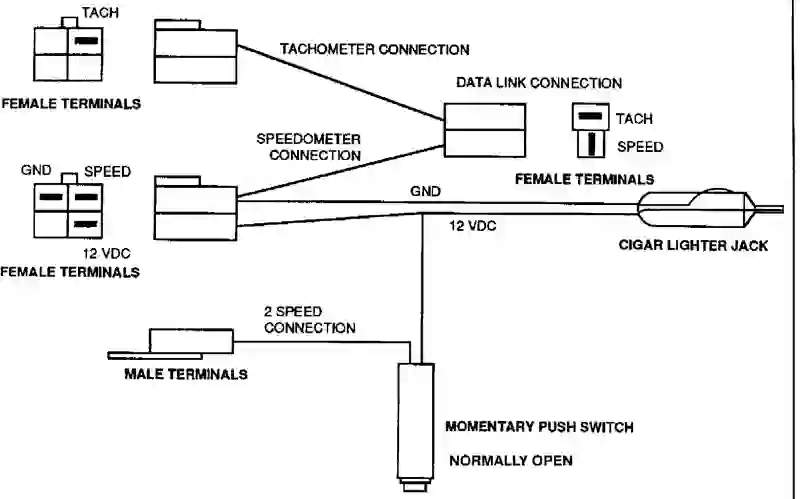 TACH
TACHOMETER CONNECTION
FEMALE TERMINALS
DATA LINK CONNECTION
TACH
SPEED
FEMALE TERMINALS
SPEEDOMETER
CONNECTION
GND
SPEED
12 VDC
FEMALE TERMINALS
GND
12 VDC
CIGAR LIGHTER JACK
2 SPEED
CONNECTION
MALE TERMINALS
MOMENTARY PUSH SWITCH
NORMALLY OPEN